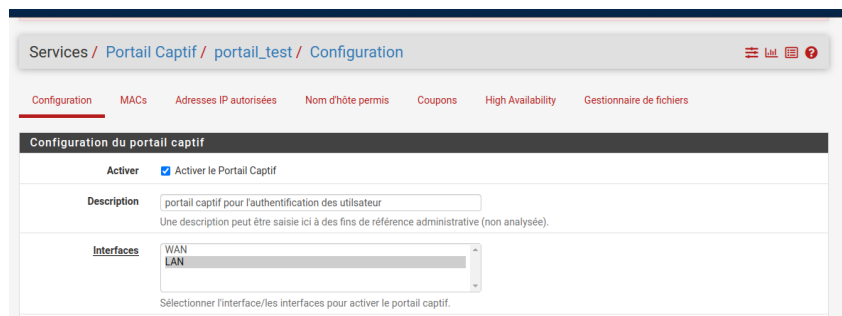 Services / Portail Captif / portail_test / Configuration
Configuration MACs Adresses IP autorisées Nom d'hôte permis Coupons High Availability Gestionnaire de fichiers
Configuration du portail captif
Activer Activer le Portail Captif
Description portail captif pour l'authentification des utilsateur
Une description peut être saisie ici à des fins de référence administrative (non analysée).
Interfaces WAN
LAN
Sélectionner l'interface/les interfaces pour activer le portail captif.